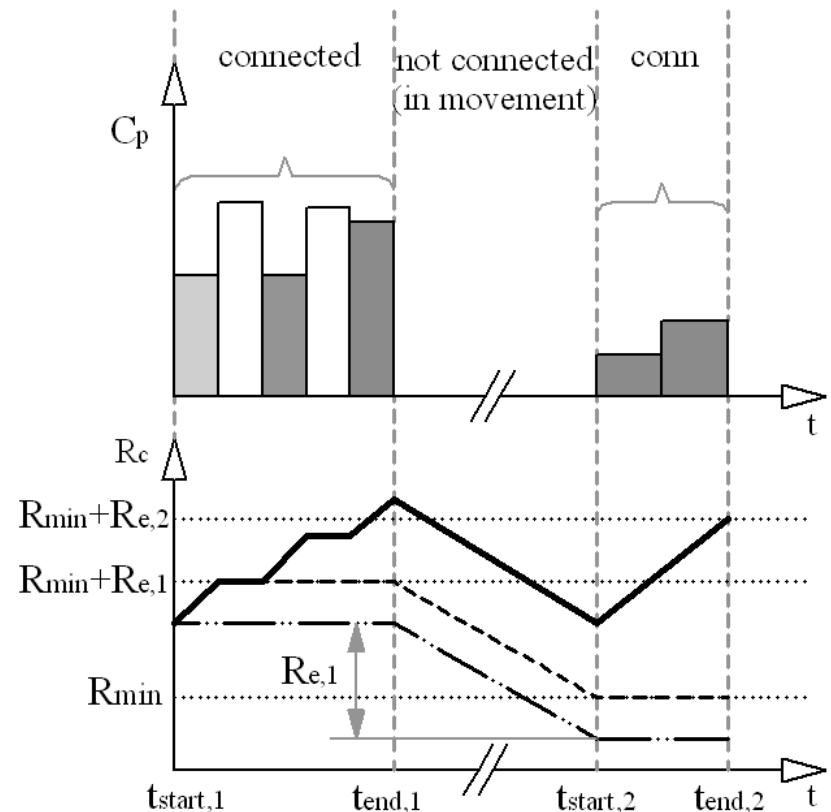 connected
not connected
(in movement)
conn
Cp
t
Rc
Rmin+Re,2
Rmin+Re,1
Re,1
Rmin
tstart,1
tend,1
tstart,2
tend,2
t